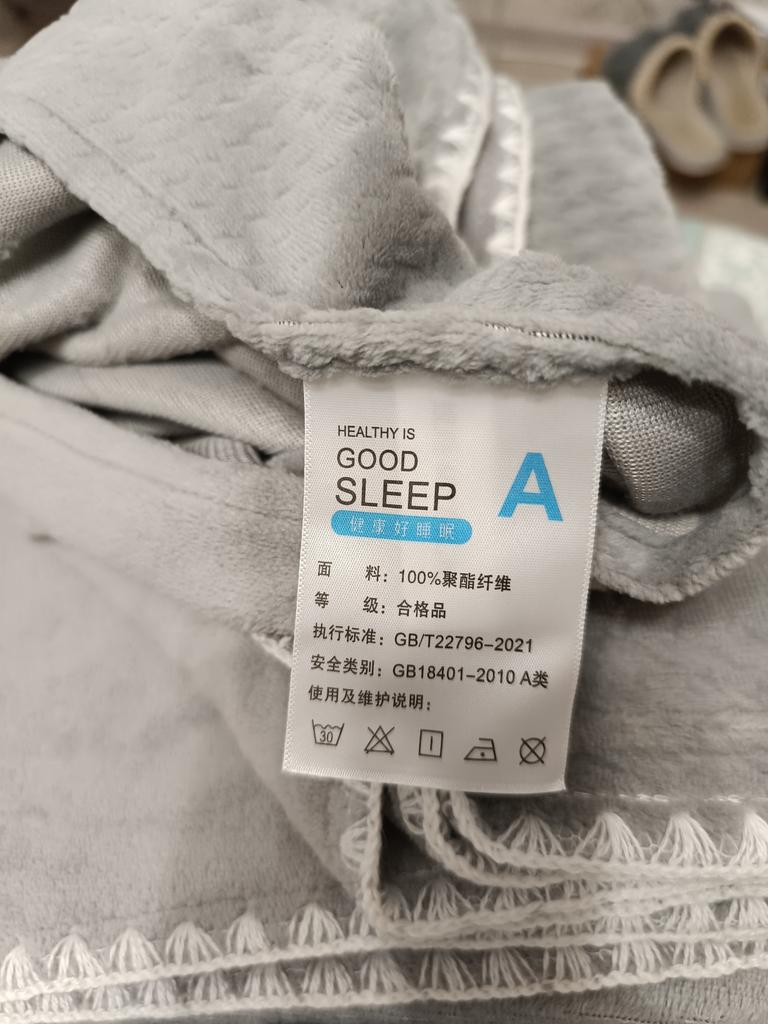 HEALTHY IS
GOOD
SLEEP
A
健康好睡眠
面 料：100%聚酯纤维
等 级：合格品
执行标准：GB/T22796-2021
安全类别：GB18401-2010 A类
使用及维护说明：
30